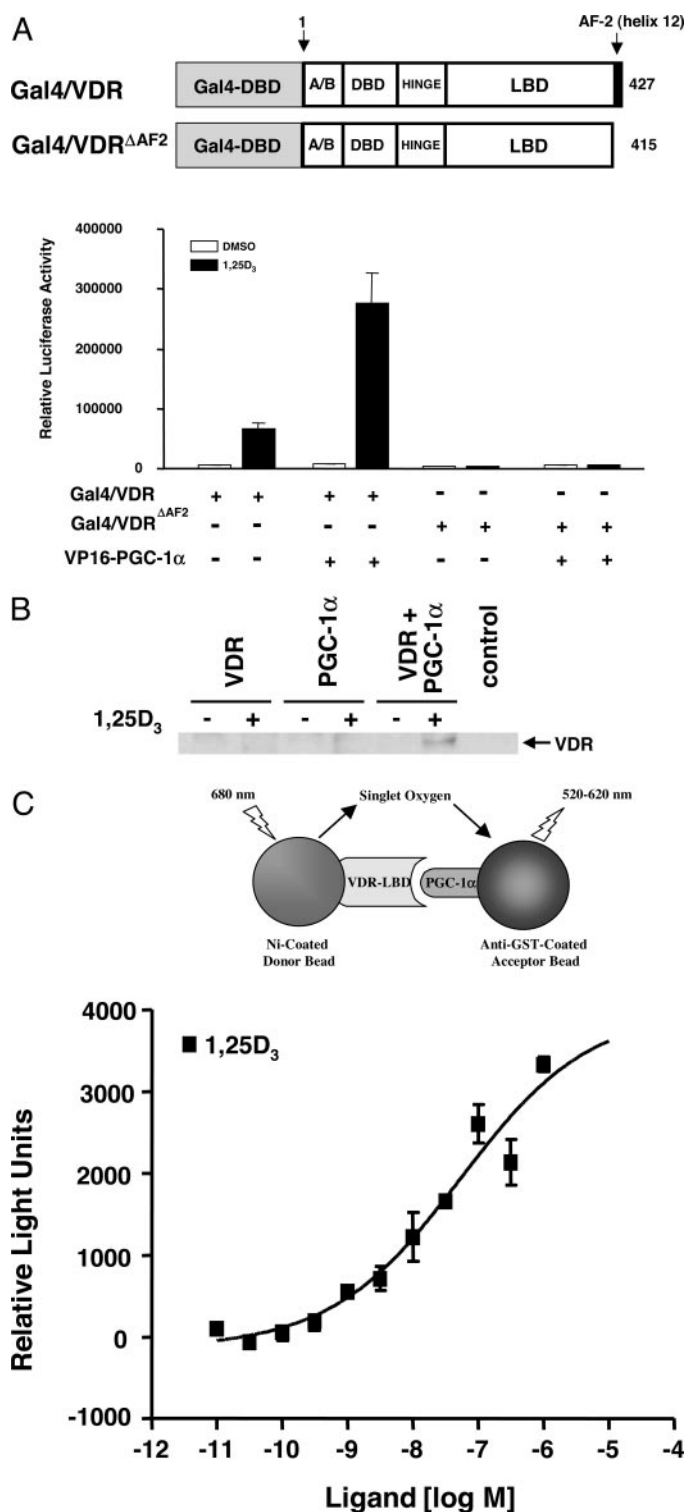 A
1
AF-2 (helix 12)
Gal4/VDR
Gal4-DBD
A/B
DBD
HINGE
LBD
427
Gal4/VDR^ΔAF2
Gal4-DBD
A/B
DBD
HINGE
LBD
415
400000
300000
200000
100000
0
Relative Luciferase Activity
DMSO
1,25D₃
Gal4/VDR + + + + - - - -
Gal4/VDR^ΔAF2 - - - - + + + +
VP16-PGC-1α - - + + - - + +
B
VDR
PGC-1α
VDR +
PGC-1α
control
1,25D₃ - + - + - +
VDR
C
680 nm
Singlet Oxygen
520-620 nm
VDR-LBD
PGC-1α
Ni-Coated
Donor Bead
Anti-GST-Coated
Acceptor Bead
4000
3000
2000
1000
0
-1000
Relative Light Units
1,25D₃
-12 -11 -10 -9 -8 -7 -6 -5 -4
Ligand [log M]